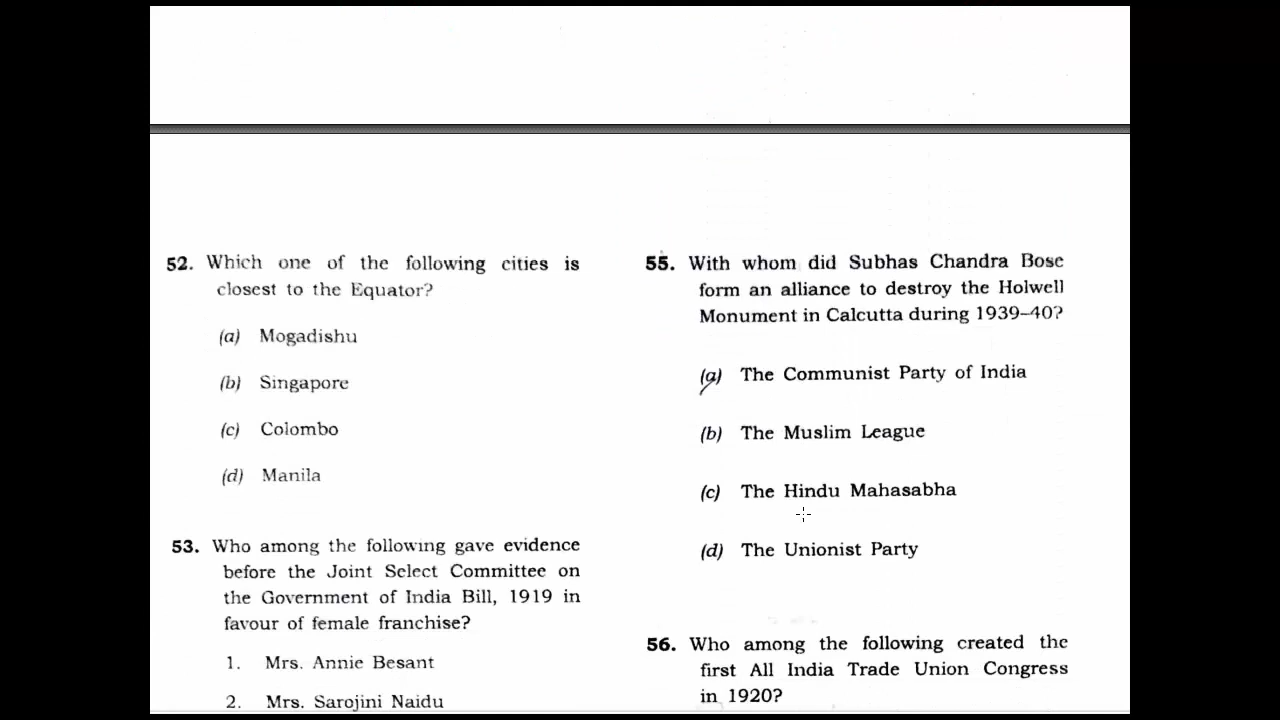 52. Which one of the following cities is
closest to the Equator?
(a) Mogadishu
(b) Singapore
(c) Colombo
(d) Manila
53. Who among the following gave evidence
before the Joint Select Committee on
the Government of India Bill, 1919 in
favour of female franchise?
1. Mrs. Annie Besant
2. Mrs. Sarojini Naidu
55. With whom did Subhas Chandra Bose
form an alliance to destroy the Holwell
Monument in Calcutta during 1939–40?
(a) The Communist Party of India
(b) The Muslim League
(c) The Hindu Mahasabha
(d) The Unionist Party
56. Who among the following created the
first All India Trade Union Congress
in 1920?